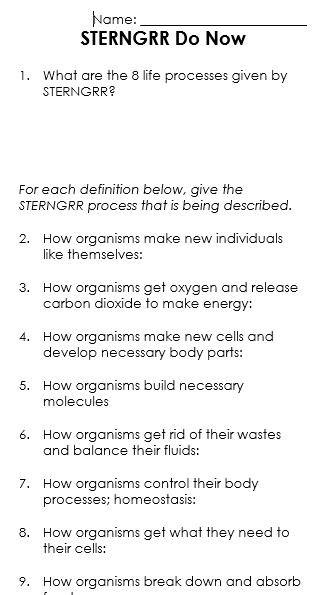 Name: ____________________
STERNGRR Do Now
1. What are the 8 life processes given by
STERNGRR?
For each definition below, give the
STERNGRR process that is being described.
2. How organisms make new individuals
like themselves:
3. How organisms get oxygen and release
carbon dioxide to make energy:
4. How organisms make new cells and
develop necessary body parts:
5. How organisms build necessary
molecules
6. How organisms get rid of their wastes
and balance their fluids:
7. How organisms control their body
processes; homeostasis:
8. How organisms get what they need to
their cells:
9. How organisms break down and absorb